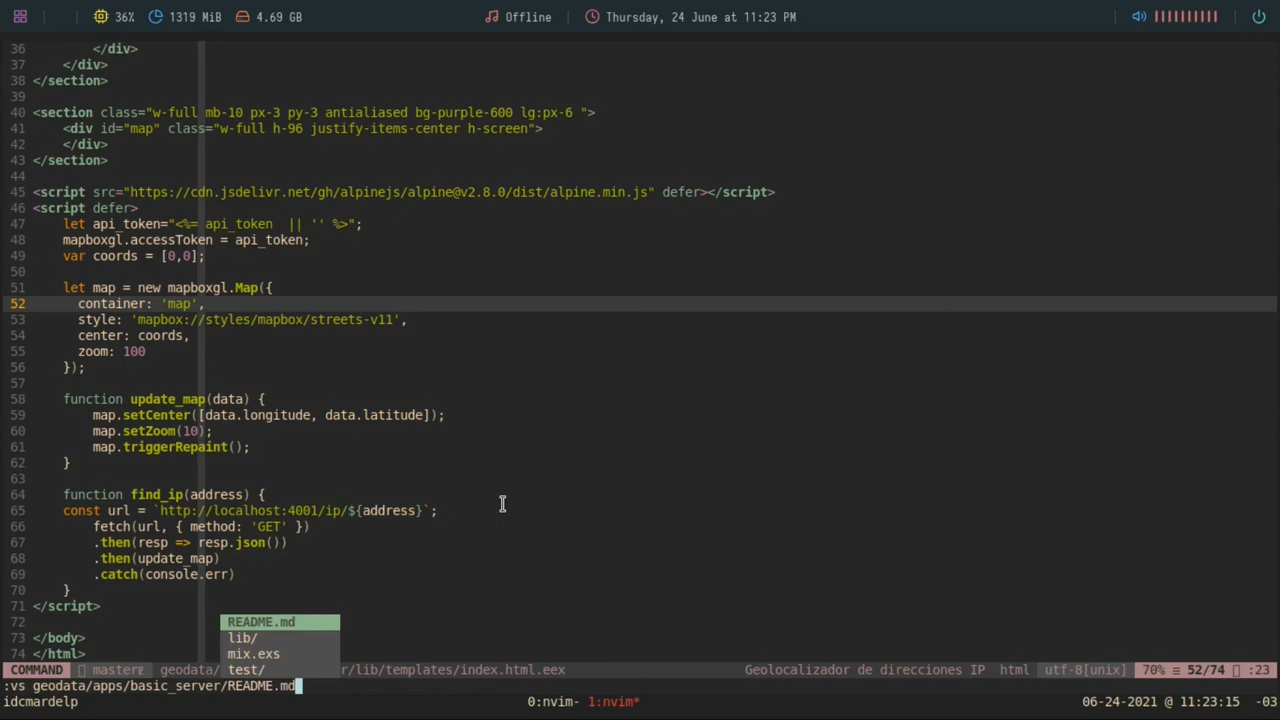 36% 1319 MiB 4.69 GB Offline Thursday, 24 June at 11:23 PM
36 </div>
37 </div>
38 </section>
39
40 <section class="w-full mb-10 px-3 py-3 antialiased bg-purple-600 lg:px-6 ">
41 <div id="map" class="w-full h-96 justify-items-center h-screen">
42 </div>
43 </section>
44
45 <script src="https://cdn.jsdelivr.net/gh/alpinejs/alpine@v2.8.0/dist/alpine.min.js" defer></script>
46 <script defer>
47 let api_token="<%= api_token  || '' %>";
48 mapboxgl.accessToken = api_token;
49 var coords = [0,0];
50
51 let map = new mapboxgl.Map({
52 container: 'map',
53 style: 'mapbox://styles/mapbox/streets-v11',
54 center: coords,
55 zoom: 100
56 });
57
58 function update_map(data) {
59 map.setCenter([data.longitude, data.latitude]);
60 map.setZoom(10);
61 map.triggerRepaint();
62 }
63
64 function find_ip(address) {
65 const url = `http://localhost:4001/ip/${address}`;
66 fetch(url, { method: 'GET' })
67 .then(resp => resp.json())
68 .then(update_map)
69 .catch(console.err)
70 }
71 </script>
72 README.md
73 </body> lib/
74 </html> mix.exs
COMMAND master geodata/ test/ r/lib/templates/index.html.eex Geolocalizador de direcciones IP html utf-8[unix] 70% ≡ 52/74 :23
:vs geodata/apps/basic_server/README.md
idcmardelp 0:nvim- 1:nvim* 06-24-2021 @ 11:23:15 -03